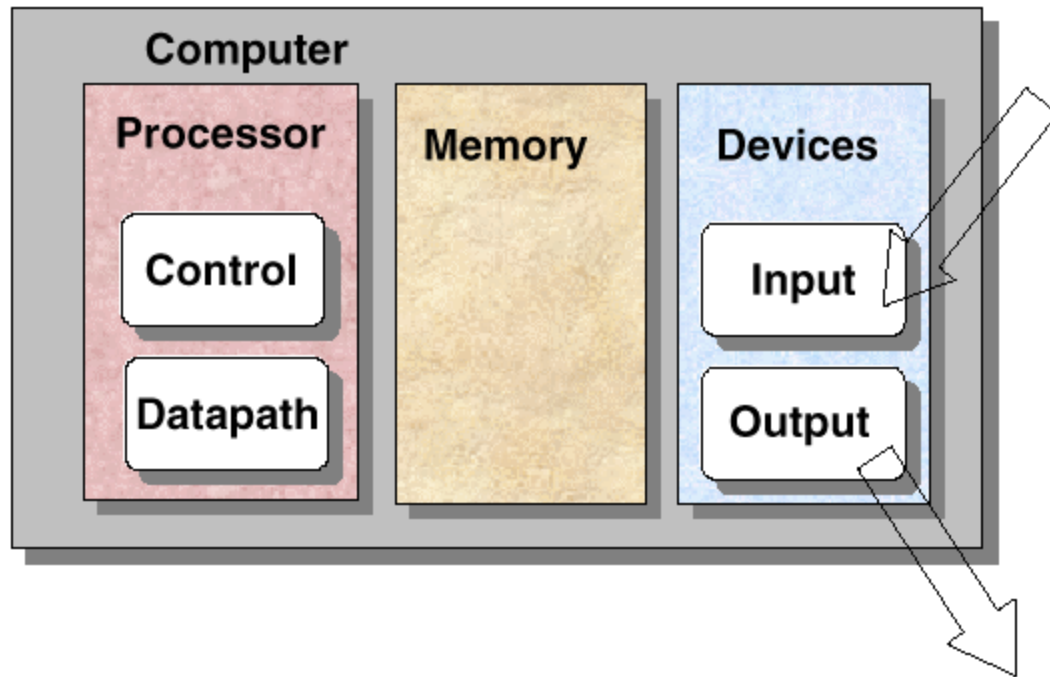 Computer
Processor
Control
Datapath
Memory
Devices
Input
Output